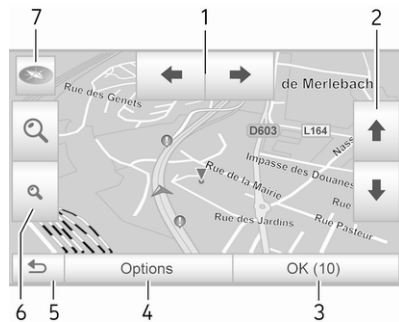 7
1
2
de Merlebach
Rue des Genets
D603
L164
Nass
Impasse des Douanes
Rue de la Mairie
Rue
Rue des Jardins
Rue Pasteur
Options
OK (10)
6
5
4
3